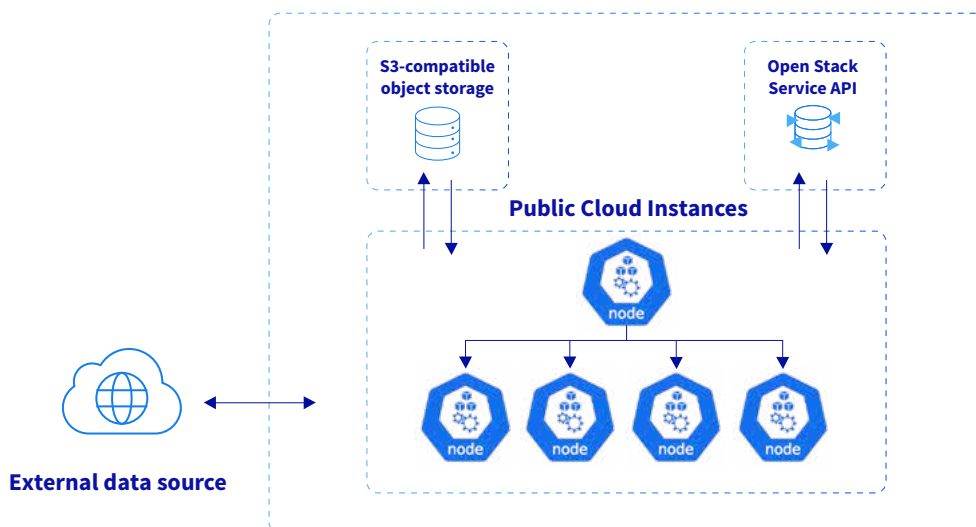 S3-compatible
object storage
Open Stack
Service API
Public Cloud Instances
node
node
node
node
node
External data source